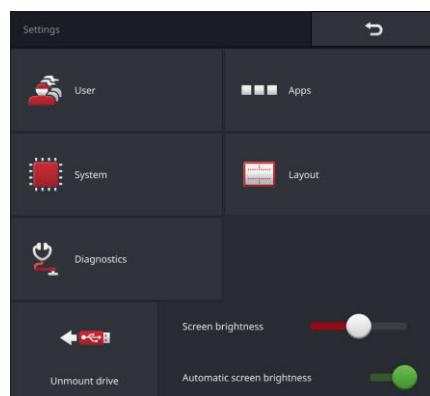 Settings
User
Apps
System
Layout
Diagnostics
Screen brightness
Unmount drive
Automatic screen brightness